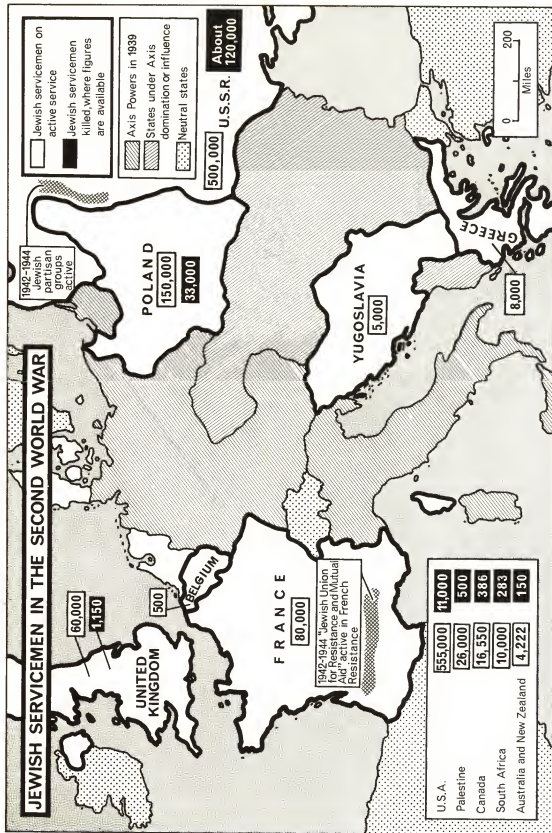 JEWISH SERVICEMEN IN THE SECOND WORLD WAR
1942-1944
Jewish
partisan
groups
active
Jewish servicemen on
active service
Jewish servicemen
killed, where figures
are available
Axis Powers in 1939
States under Axis
domination or influence
Neutral states
500,000
U.S.S.R.
About
120,000
POLAND
150,000
33,000
60,000
1,150
UNITED
KINGDOM
500
BELGIUM
FRANCE
80,000
1942-1944 "Jewish Union
for Resistance and Mutual
Aid" active in French
Resistance
YUGOSLAVIA
5,000
GREECE
8,000
0 200
Miles
U.S.A. 555,000 11,000
Palestine 26,000 500
Canada 16,550 386
South Africa 10,000 283
Australia and New Zealand 4,222 150